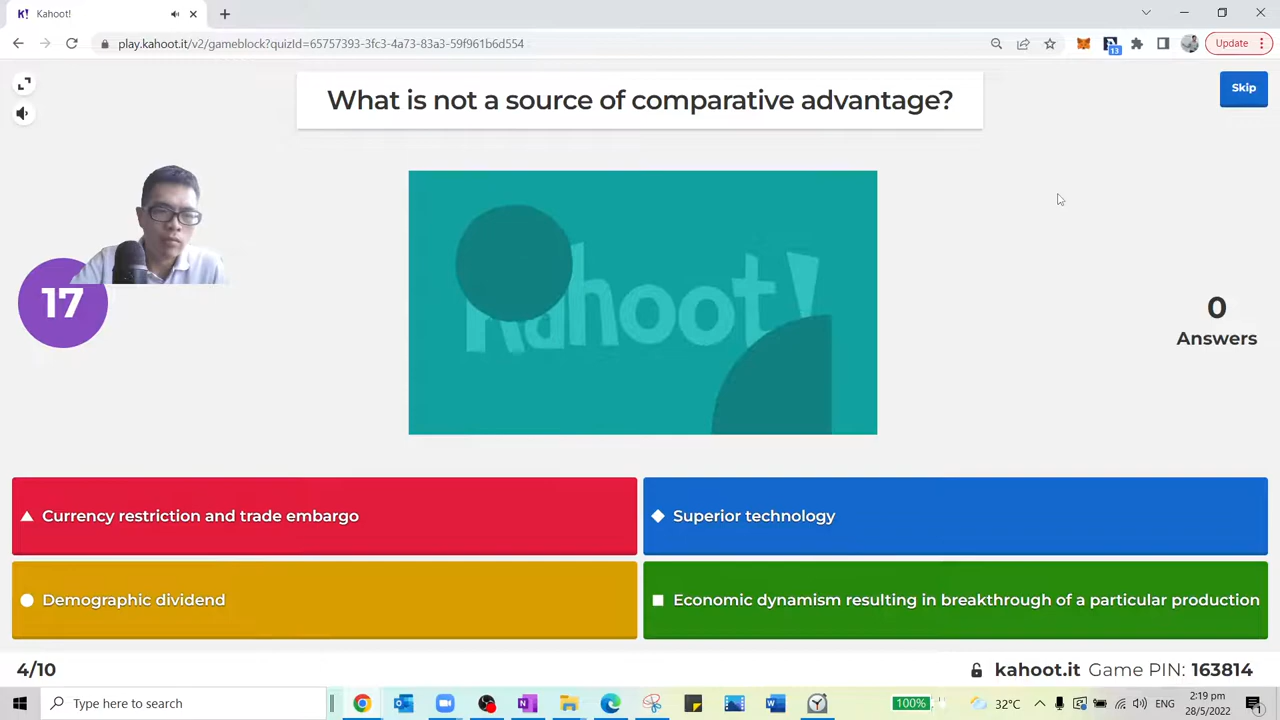 Kahoot!
play.kahoot.it/v2/gameblock?quizId=65757393-3fc3-4a73-83a3-59f961b6d554
13
Update
What is not a source of comparative advantage?
Skip
Kahoot!
17
0
Answers
Currency restriction and trade embargo
Superior technology
Demographic dividend
Economic dynamism resulting in breakthrough of a particular production
4/10
kahoot.it Game PIN: 163814
Type here to search
100%
32°C
ENG
2:19 pm
28/5/2022
1